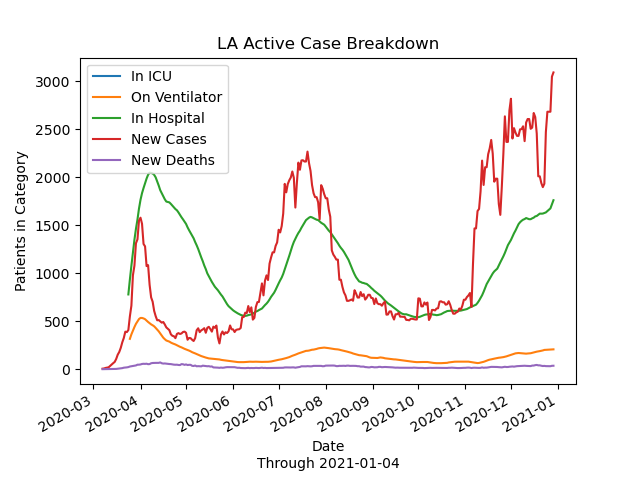 LA Active Case Breakdown
In ICU
On Ventilator
In Hospital
New Cases
New Deaths
Patients in Category
3000
2500
2000
1500
1000
500
0
2020-03
2020-04
2020-05
2020-06
2020-07
2020-08
2020-09
2020-10
2020-11
2020-12
2021-01
Date
Through 2021-01-04